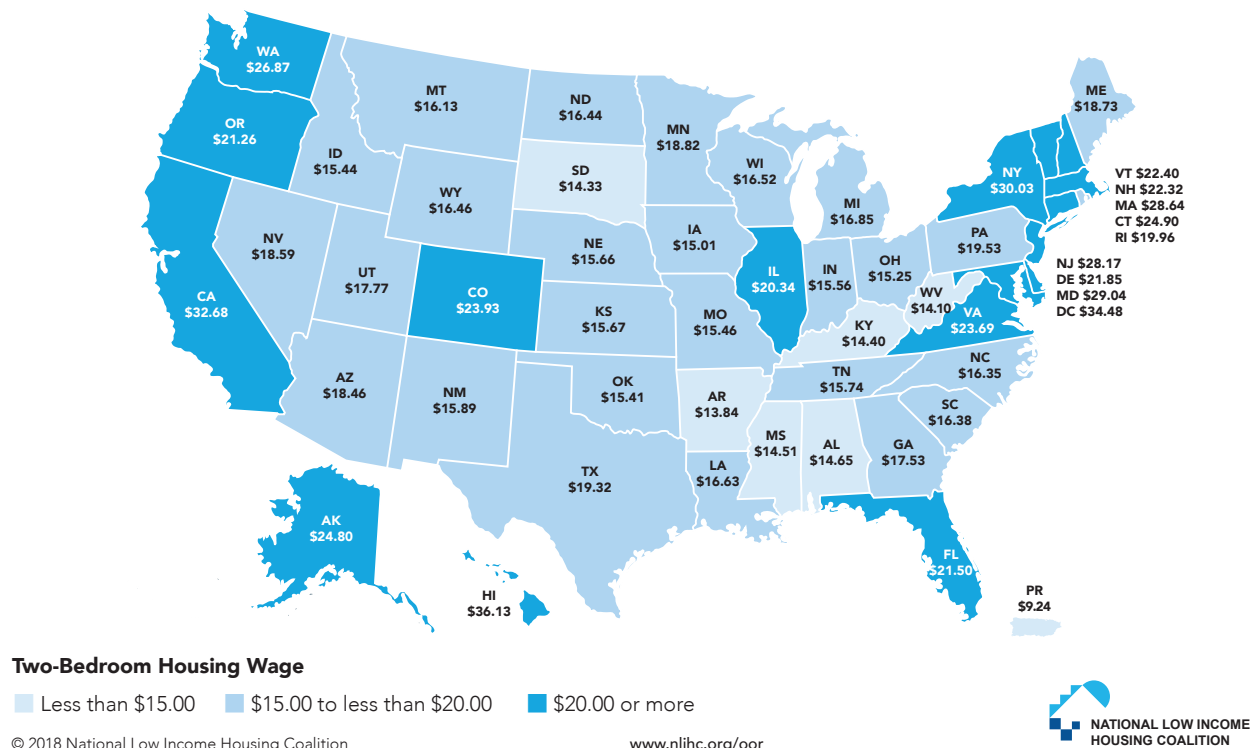 WA
$26.87
MT
$16.13
ND
$16.44
MN
$18.82
ME
$18.73
OR
$21.26
ID
$15.44
SD
$14.33
WI
$16.52
NY
$30.03
VT $22.40
NH $22.32
MA $28.64
CT $24.90
RI $19.96
WY
$16.46
MI
$16.85
NV
$18.59
NE
$15.66
IA
$15.01
PA
$19.53
UT
$17.77
CO
$23.93
IL
$20.34
IN
$15.56
OH
$15.25
NJ $28.17
DE $21.85
MD $29.04
DC $34.48
CA
$32.68
KS
$15.67
MO
$15.46
WV
$14.10
VA
$23.69
KY
$14.40
AZ
$18.46
NM
$15.89
OK
$15.41
AR
$13.84
TN
$15.74
NC
$16.35
SC
$16.38
MS
$14.51
AL
$14.65
GA
$17.53
TX
$19.32
LA
$16.63
AK
$24.80
HI
$36.13
FL
$21.50
PR
$9.24
Two-Bedroom Housing Wage
Less than $15.00
$15.00 to less than $20.00
$20.00 or more
© 2018 National Low Income Housing Coalition
www.nlihc.org/oor
NATIONAL LOW INCOME
HOUSING COALITION